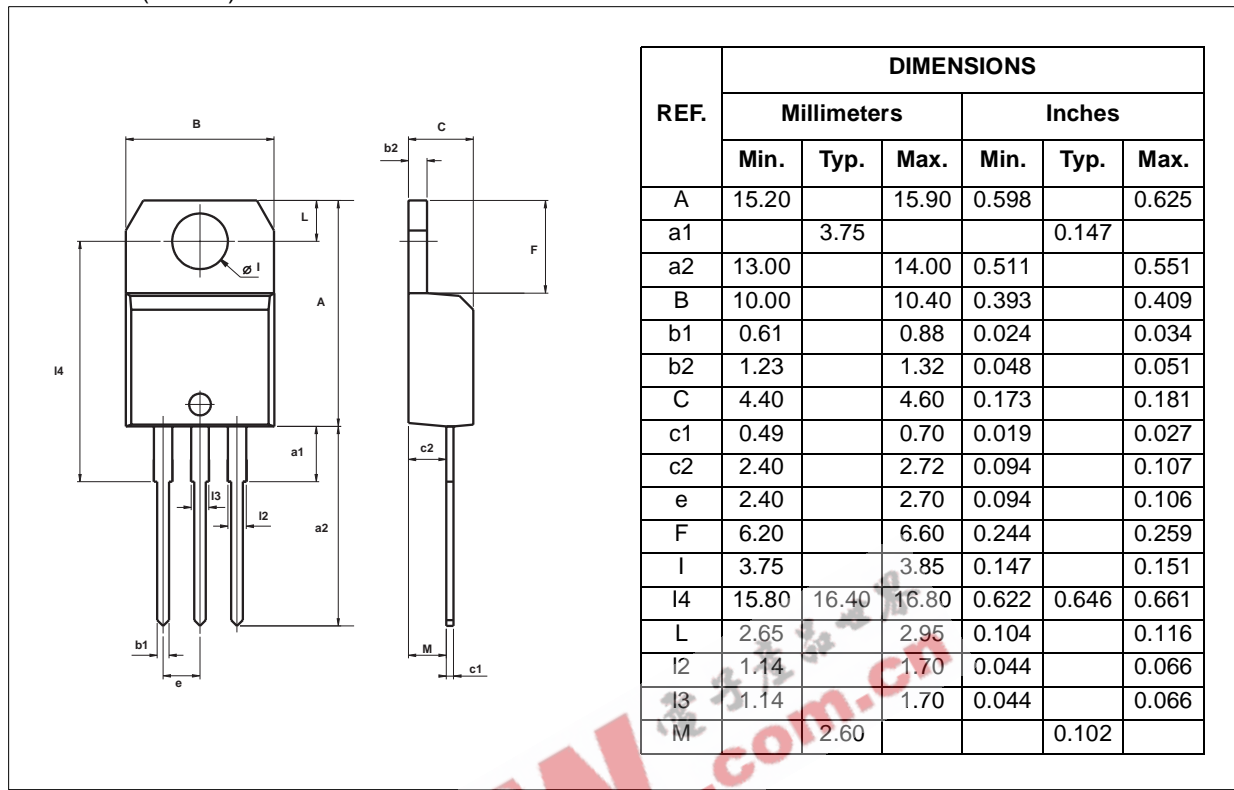 B
C
b2
L
F
ø I
A
l4
c2
a1
l3
l2
a2
b1
M
c1
e
REF.
DIMENSIONS
Millimeters Inches
Min. Typ. Max. Min. Typ. Max.
A 15.20 15.90 0.598 0.625
a1 3.75 0.147
a2 13.00 14.00 0.511 0.551
B 10.00 10.40 0.393 0.409
b1 0.61 0.88 0.024 0.034
b2 1.23 1.32 0.048 0.051
C 4.40 4.60 0.173 0.181
c1 0.49 0.70 0.019 0.027
c2 2.40 2.72 0.094 0.107
e 2.40 2.70 0.094 0.106
F 6.20 6.60 0.244 0.259
I 3.75 3.85 0.147 0.151
I4 15.80 16.40 16.80 0.622 0.646 0.661
L 2.65 2.95 0.104 0.116
l2 1.14 1.70 0.044 0.066
l3 1.14 1.70 0.044 0.066
M 2.60 0.102
電子產品世界
.com.cn